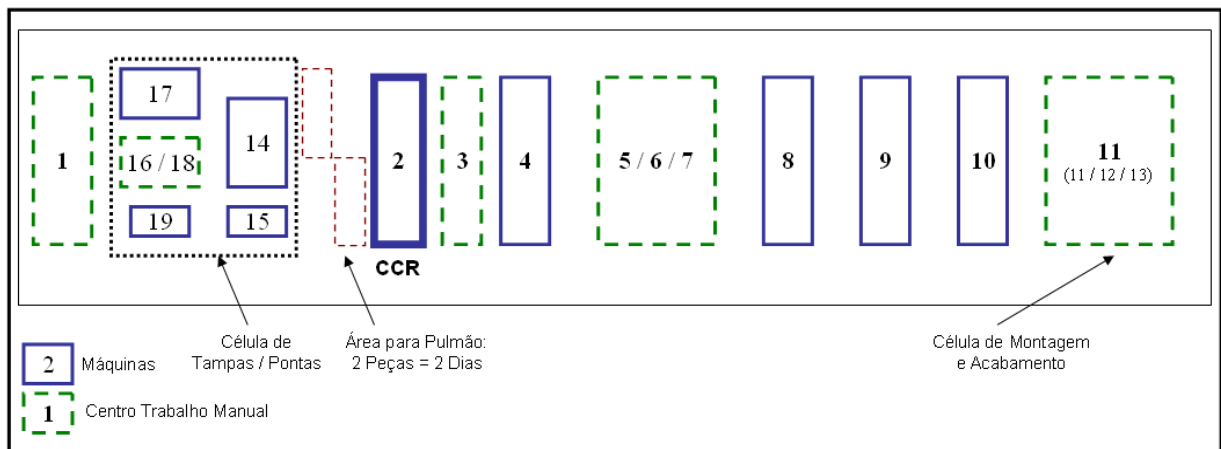 17
14
1
16 / 18
19
15
2
3
4
5 / 6 / 7
8
9
10
11
(11 / 12 / 13)
CCR
Célula de
Tampas / Pontas
Área para Pulmão:
2 Peças = 2 Dias
Célula de Montagem
e Acabamento
2 Máquinas
1 Centro Trabalho Manual